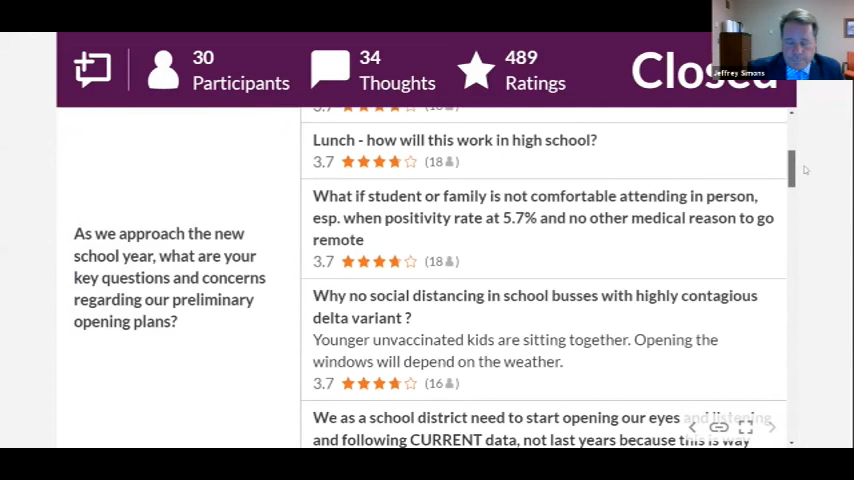 30
Participants
34
Thoughts
489
Ratings
Closed
Jeffrey Simons
3.7
Lunch - how will this work in high school?
3.7 (18)
What if student or family is not comfortable attending in person,
esp. when positivity rate at 5.7% and no other medical reason to go
remote
3.7 (18)
As we approach the new
school year, what are your
key questions and concerns
regarding our preliminary
opening plans?
Why no social distancing in school busses with highly contagious
delta variant ?
Younger unvaccinated kids are sitting together. Opening the
windows will depend on the weather.
3.7 (16)
We as a school district need to start opening our eyes and listening
and following CURRENT data, not last years because this is way